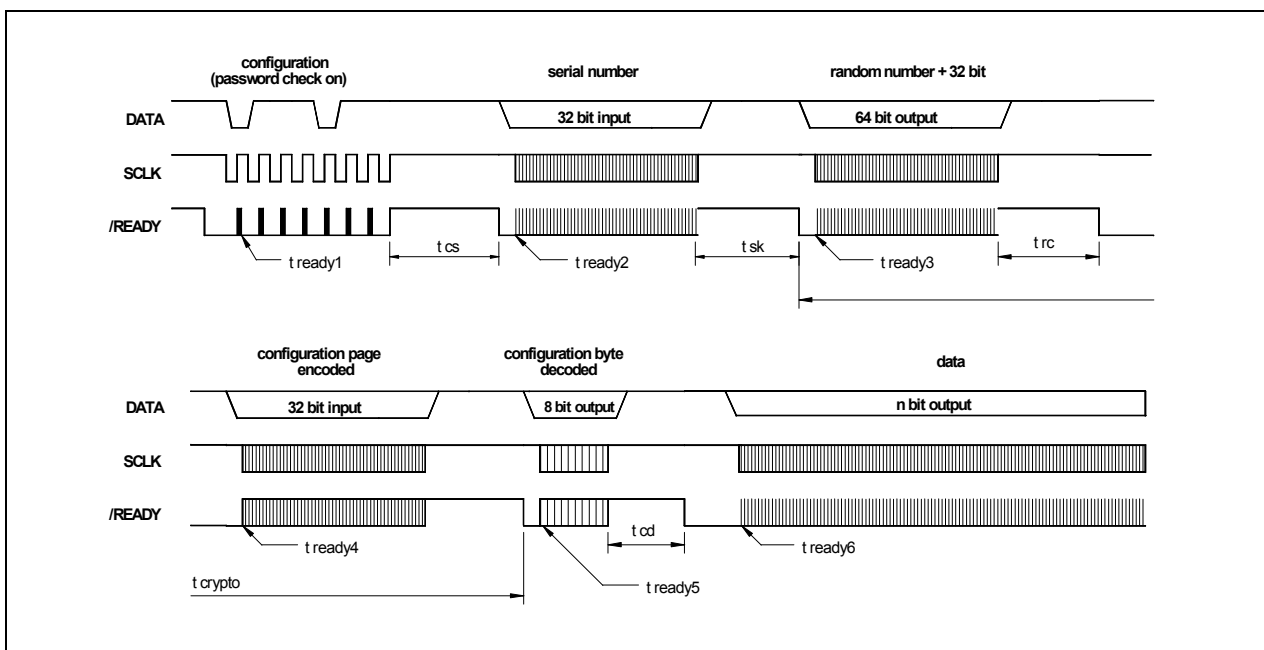 configuration
(password check on)
serial number
random number + 32 bit
DATA
32 bit input
64 bit output
SCLK
/READY
t cs
t sk
t rc
t ready1
t ready2
t ready3
configuration page
encoded
configuration byte
decoded
data
DATA
32 bit input
8 bit output
n bit output
SCLK
/READY
t cd
t ready4
t ready6
t crypto
t ready5